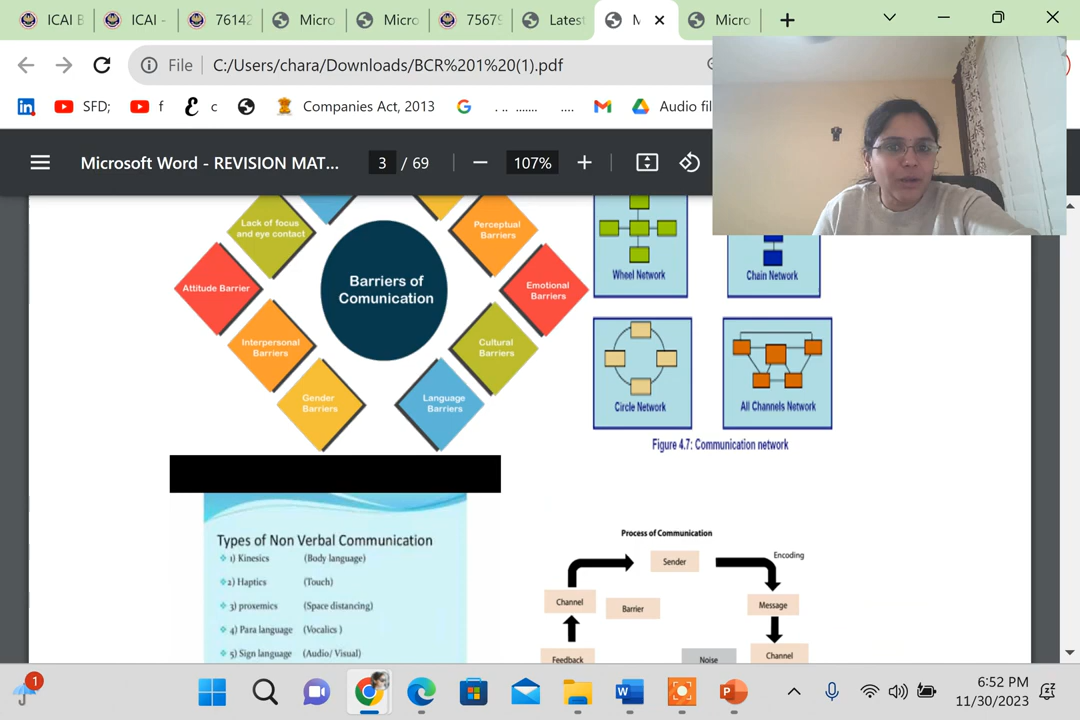 ICAI B
ICAI -
76142
Micro
Micro
7567
Latest
Micro
File
C:/Users/chara/Downloads/BCR%201%20(1).pdf
SFD;
f
c
Companies Act, 2013
. .. ....... ....
Audio fil
Microsoft Word - REVISION MAT...
3 / 69
107%
Lack of focus
and eye contact
Perceptual
Barriers
Attitude Barrier
Barriers of
Comunication
Emotional
Barriers
Interpersonal
Barriers
Cultural
Barriers
Gender
Barriers
Language
Barriers
Wheel Network
Chain Network
Circle Network
All Channels Network
Figure 4.7: Communication network
Types of Non Verbal Communication
1) Kinesics (Body language)
2) Haptics (Touch)
3) proxemics (Space distancing)
4) Para language (Vocalics )
5) Sign language (Audio/ Visual)
Process of Communication
Sender
Encoding
Channel
Barrier
Message
Feedback
Noise
Channel
1
6:52 PM
11/30/2023